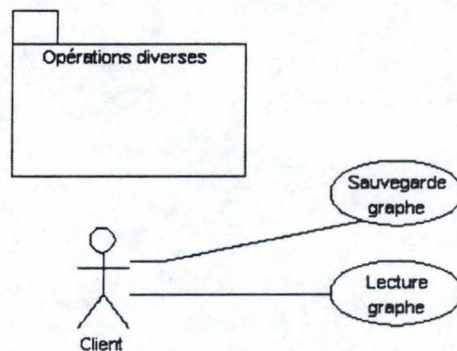 Opérations diverses
Sauvegarde
graphe
Lecture
graphe
Client